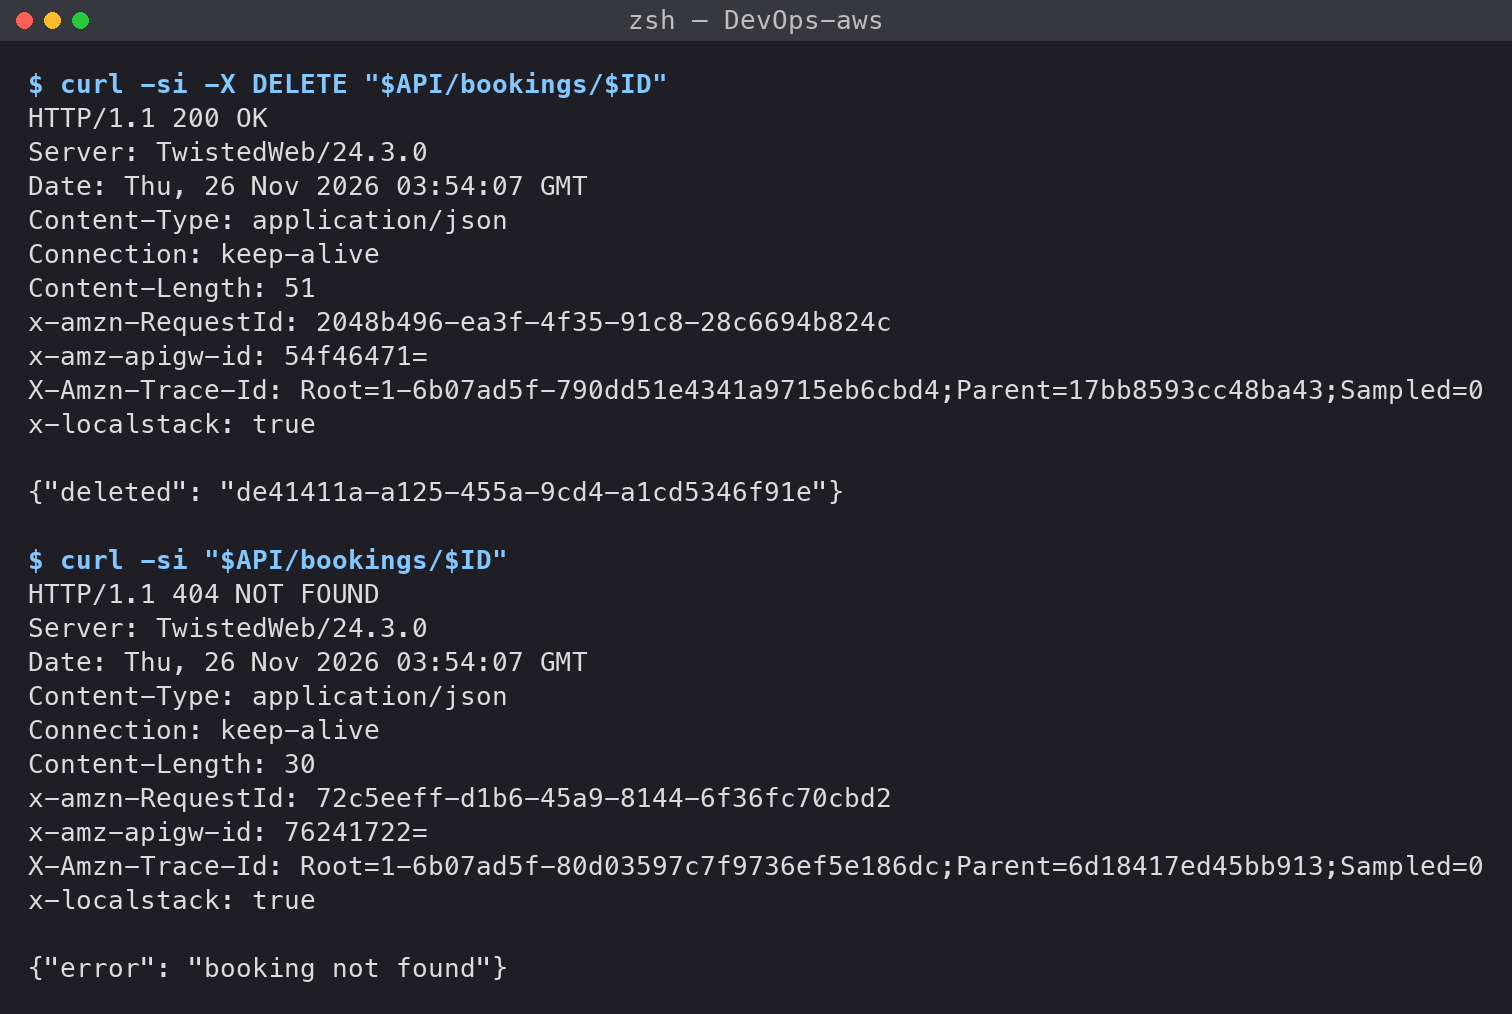 zsh — DevOps-aws
$ curl -si -X DELETE "$API/bookings/$ID"
HTTP/1.1 200 OK
Server: TwistedWeb/24.3.0
Date: Thu, 26 Nov 2026 03:54:07 GMT
Content-Type: application/json
Connection: keep-alive
Content-Length: 51
x-amzn-RequestId: 2048b496-ea3f-4f35-91c8-28c6694b824c
x-amz-apigw-id: 54f46471=
X-Amzn-Trace-Id: Root=1-6b07ad5f-790dd51e4341a9715eb6cbd4;Parent=17bb8593cc48ba43;Sampled=0
x-localstack: true
{"deleted": "de41411a-a125-455a-9cd4-a1cd5346f91e"}
$ curl -si "$API/bookings/$ID"
HTTP/1.1 404 NOT FOUND
Server: TwistedWeb/24.3.0
Date: Thu, 26 Nov 2026 03:54:07 GMT
Content-Type: application/json
Connection: keep-alive
Content-Length: 30
x-amzn-RequestId: 72c5eeff-d1b6-45a9-8144-6f36fc70cbd2
x-amz-apigw-id: 76241722=
X-Amzn-Trace-Id: Root=1-6b07ad5f-80d03597c7f9736ef5e186dc;Parent=6d18417ed45bb913;Sampled=0
x-localstack: true
{"error": "booking not found"}